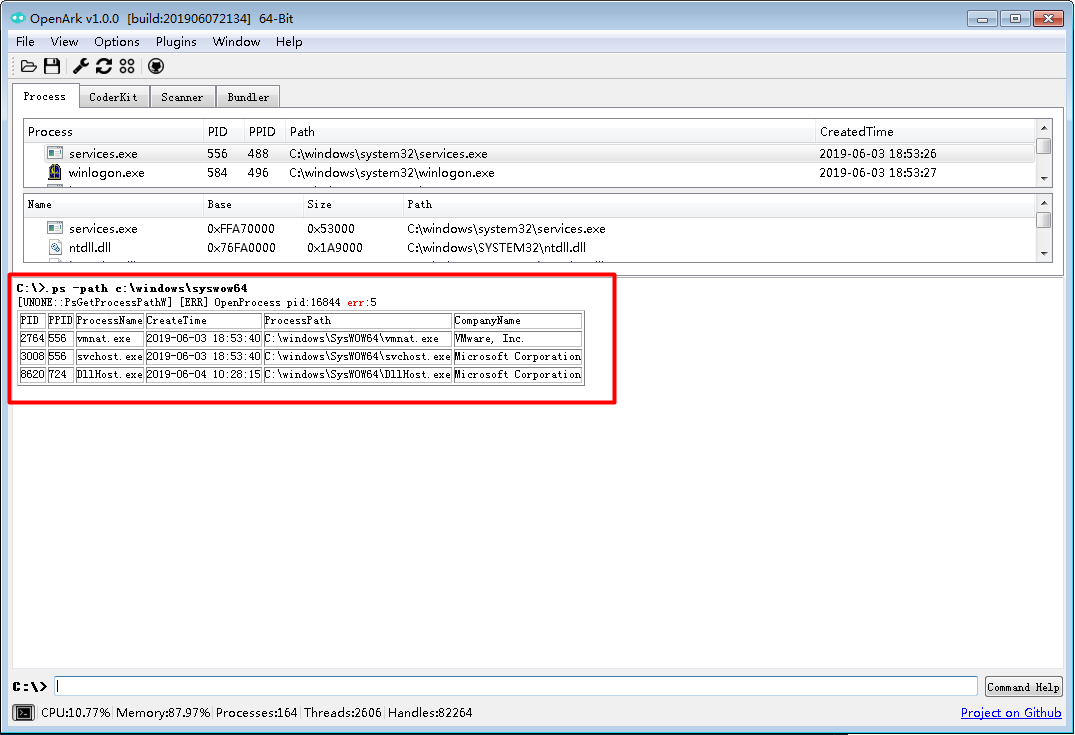 OpenArk v1.0.0 [build:201906072134] 64-Bit
File View Options Plugins Window Help
Process CoderKit Scanner Bundler
Process PID PPID Path CreatedTime
services.exe 556 488 C:\windows\system32\services.exe 2019-06-03 18:53:26
winlogon.exe 584 496 C:\windows\system32\winlogon.exe 2019-06-03 18:53:27
Name Base Size Path
services.exe 0xFFA70000 0x53000 C:\windows\system32\services.exe
ntdll.dll 0x76FA0000 0x1A9000 C:\windows\SYSTEM32\ntdll.dll
C:\>.ps -path c:\windows\syswow64
[UNONE::PsGetProcessPathW] [ERR] OpenProcess pid:16844 err:5
PID PPID ProcessName CreateTime ProcessPath CompanyName
2764 556 vmnat.exe 2019-06-03 18:53:40 C:\windows\SysWOW64\vmnat.exe VMware, Inc.
3008 556 svchost.exe 2019-06-03 18:53:40 C:\windows\SysWOW64\svchost.exe Microsoft Corporation
8620 724 DllHost.exe 2019-06-04 10:28:15 C:\windows\SysWOW64\DllHost.exe Microsoft Corporation
C:\> Command Help
CPU:10.77% Memory:87.97% Processes:164 Threads:2606 Handles:82264 Project on Github